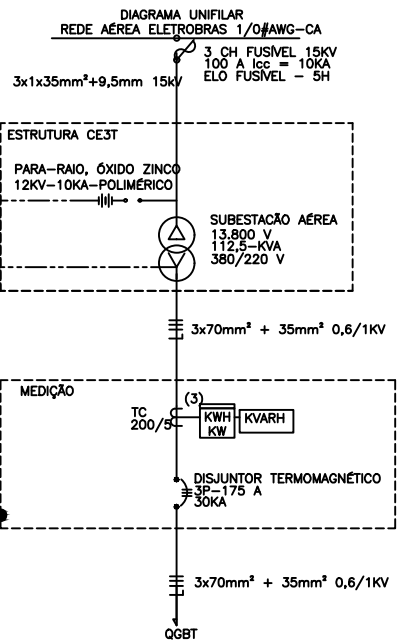 DIAGRAMA UNIFILAR
REDE AÉREA ELETROBRAS 1/0#AWG-CA
3 CH FUSÍVEL 15KV
100 A Icc = 10KA
ELO FUSÍVEL - 5H
3x1x35mm²+9,5mm 15kV
ESTRUTURA CE3T
PARA-RAIO, ÓXIDO ZINCO
12KV-10KA-POLIMÉRICO
SUBESTACÃO AÉREA
13.800 V
112,5-KVA
380/220 V
3x70mm² + 35mm² 0,6/1KV
MEDIÇÃO
TC
200/5
(3)
KWH
KW
KVARH
DISJUNTOR TERMOMAGNÉTICO
3P-175 A
30KA
3x70mm² + 35mm² 0,6/1KV
QGBT